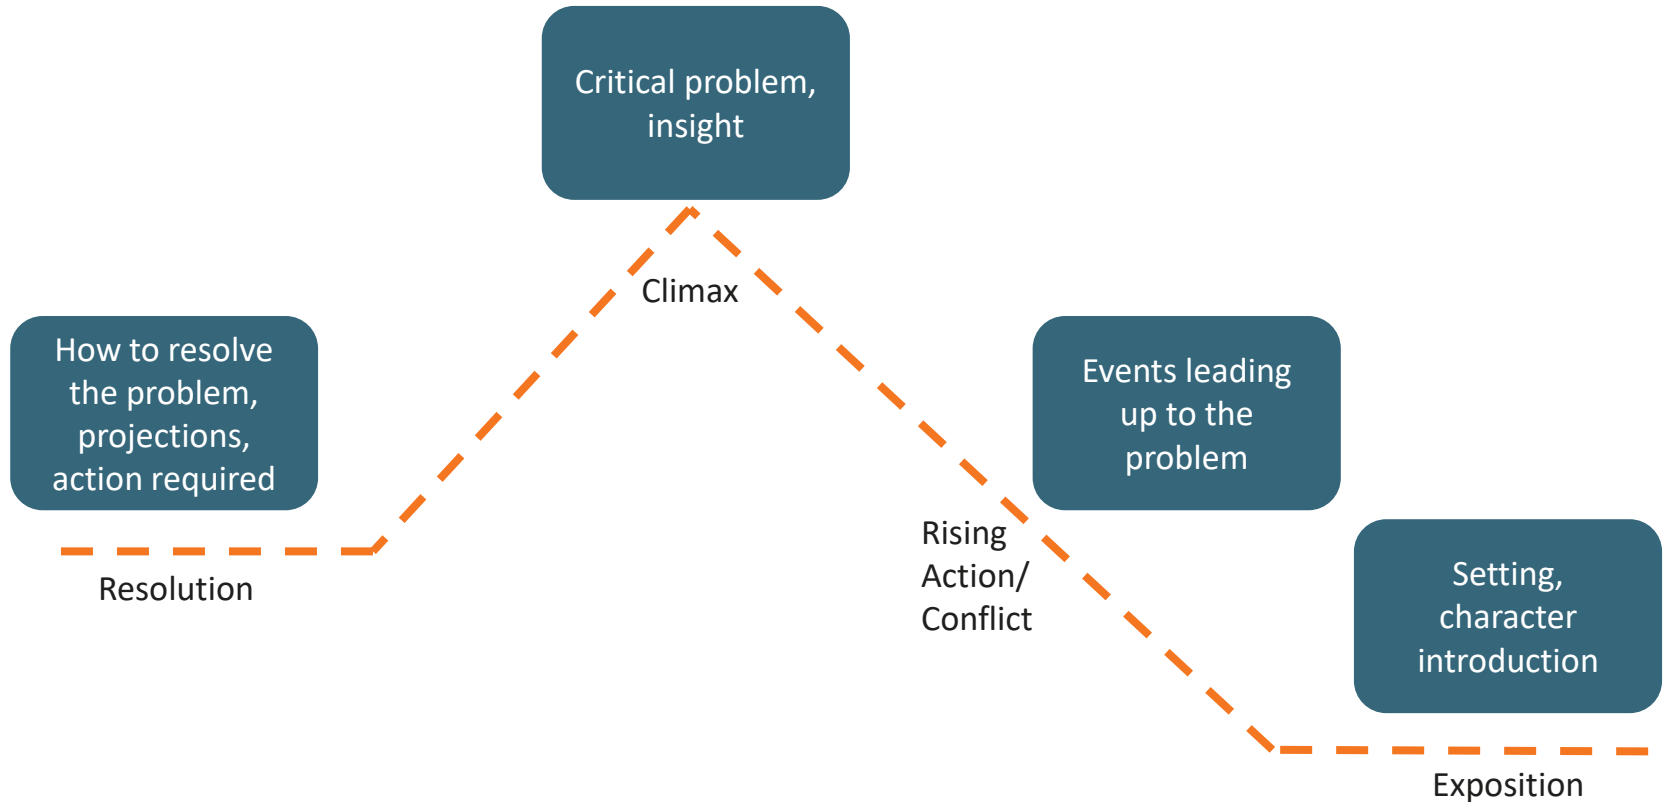 Critical problem,
insight
Climax
How to resolve
the problem,
projections,
action required
Resolution
Events leading
up to the
problem
Rising
Action/
Conflict
Setting,
character
introduction
Exposition